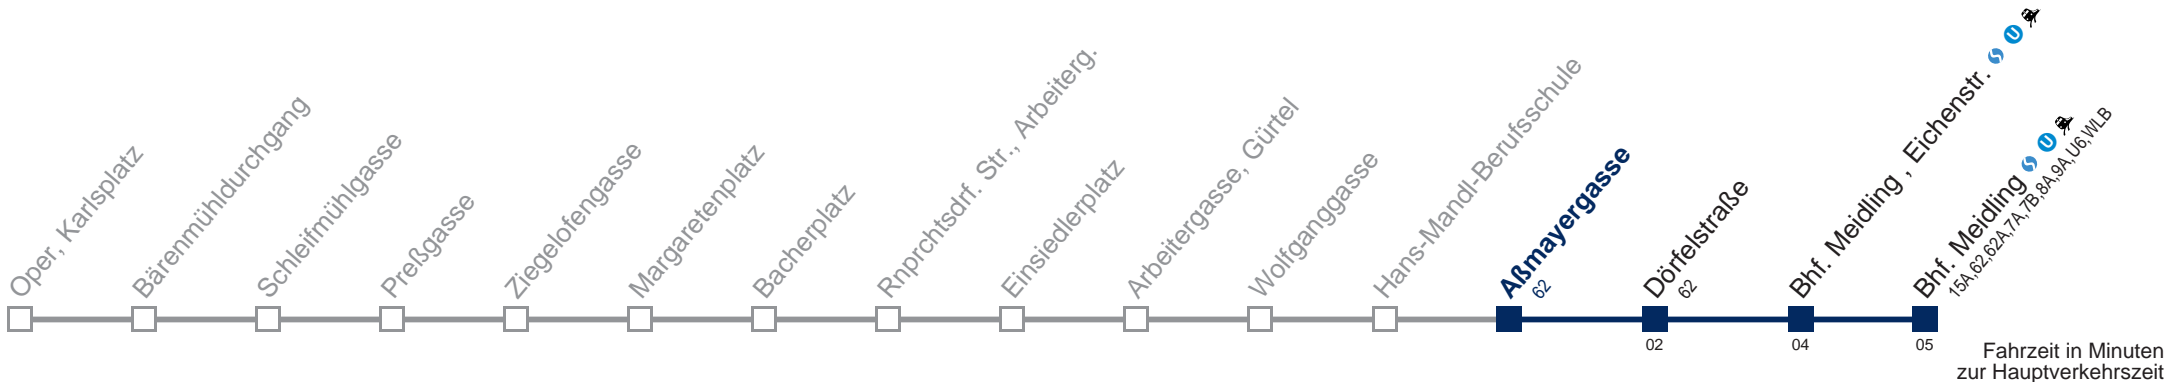 Oper, Karlsplatz
Bärenmühldurchgang
Schleifmühlgasse
Preßgasse
Ziegelofengasse
Margaretenplatz
Bacherplatz
Rnprchtsdrf. Str., Arbeiterg.
Einsiedlerplatz
Arbeitergasse, Gürtel
Wolfganggasse
Hans-Mandl-Berufsschule
Aßmayergasse
62
Dörfelstraße
62
02
Bhf. Meidling , Eichenstr. S U
04
Bhf. Meidling S U
15A,62,62A,7A,7B,8A,9A,U6,WLB
05
Fahrzeit in Minuten
zur Hauptverkehrszeit